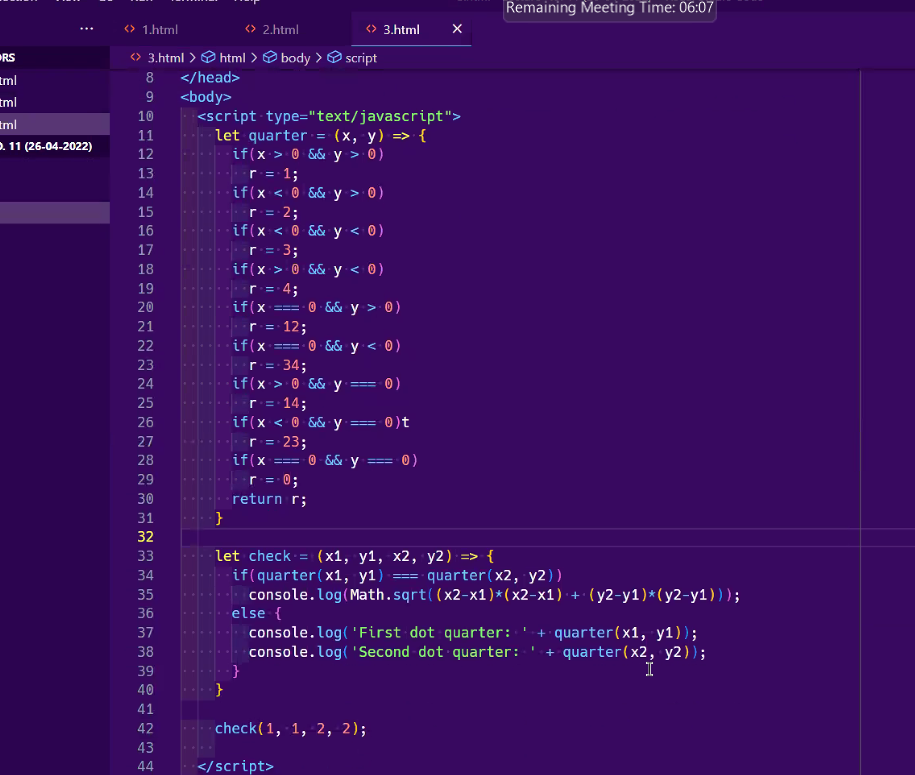 Remaining Meeting Time: 06:07
··· <> 1.html <> 2.html <> 3.html ×
ORS <> 3.html > html > body > script
tml
tml
tml
O. 11 (26-04-2022)
8 </head>
9 <body>
10 <script type="text/javascript">
11 let quarter = (x, y) => {
12 if(x > 0 && y > 0)
13 r = 1;
14 if(x < 0 && y > 0)
15 r = 2;
16 if(x < 0 && y < 0)
17 r = 3;
18 if(x > 0 && y < 0)
19 r = 4;
20 if(x === 0 && y > 0)
21 r = 12;
22 if(x === 0 && y < 0)
23 r = 34;
24 if(x > 0 && y === 0)
25 r = 14;
26 if(x < 0 && y === 0)t
27 r = 23;
28 if(x === 0 && y === 0)
29 r = 0;
30 return r;
31 }
32
33 let check = (x1, y1, x2, y2) => {
34 if(quarter(x1, y1) === quarter(x2, y2))
35 console.log(Math.sqrt((x2-x1)*(x2-x1) + (y2-y1)*(y2-y1)));
36 else {
37 console.log('First dot quarter: ' + quarter(x1, y1));
38 console.log('Second dot quarter: ' + quarter(x2, y2));
39 }
40 }
41
42 check(1, 1, 2, 2);
43
44 </script>